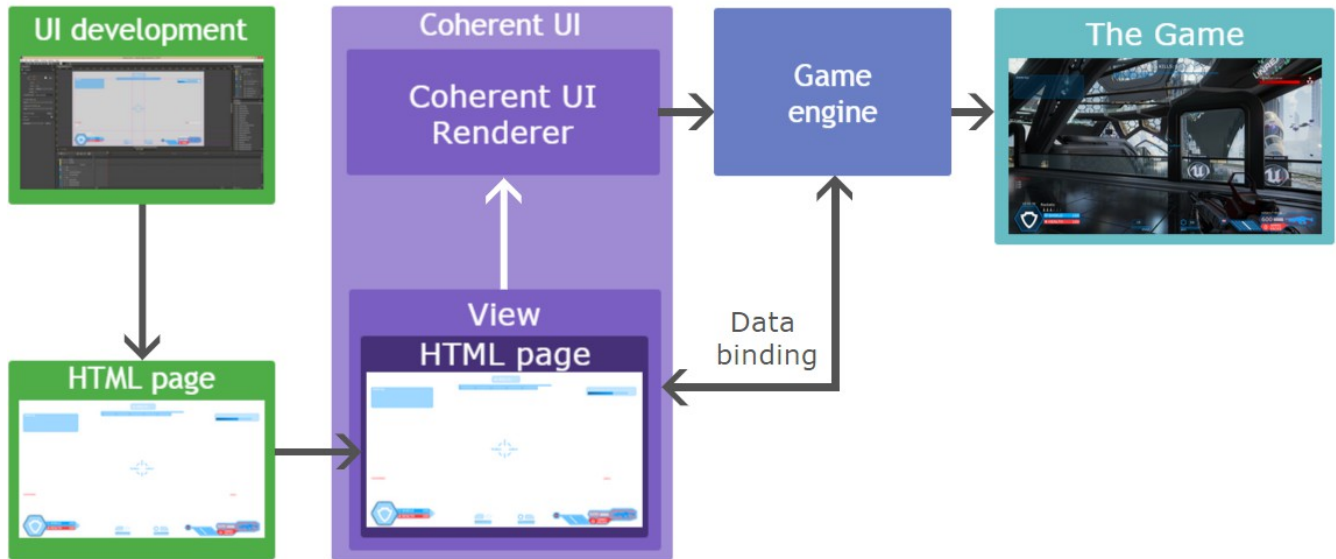 UI development
Coherent UI
Coherent UI
Renderer
Game
engine
The Game
View
HTML page
Data
binding
HTML page